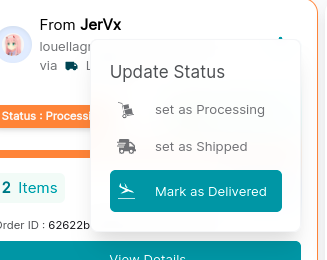 From JerVx
louellagr
via
Update Status
set as Processing
Status : Processi
set as Shipped
2 Items
Mark as Delivered
Order ID : 62622b
View Details